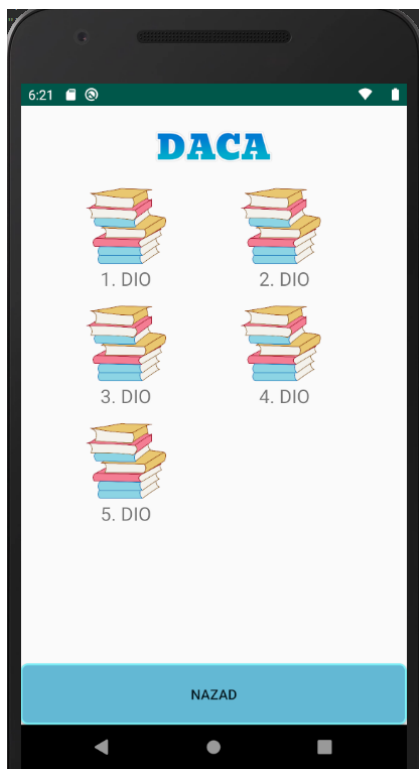 6:21
DACA
1. DIO 2. DIO
3. DIO 4. DIO
5. DIO
NAZAD